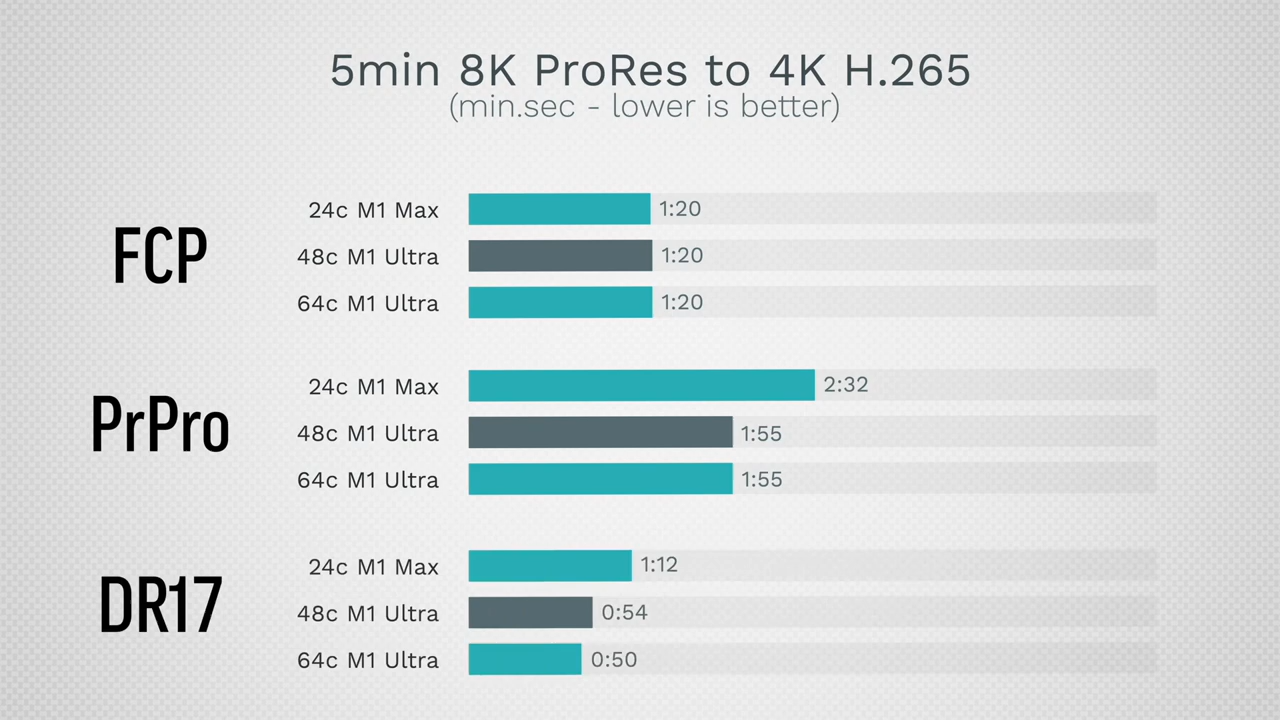 5min 8K ProRes to 4K H.265
(min.sec - lower is better)
FCP
24c M1 Max 1:20
48c M1 Ultra 1:20
64c M1 Ultra 1:20
PrPro
24c M1 Max 2:32
48c M1 Ultra 1:55
64c M1 Ultra 1:55
DR17
24c M1 Max 1:12
48c M1 Ultra 0:54
64c M1 Ultra 0:50